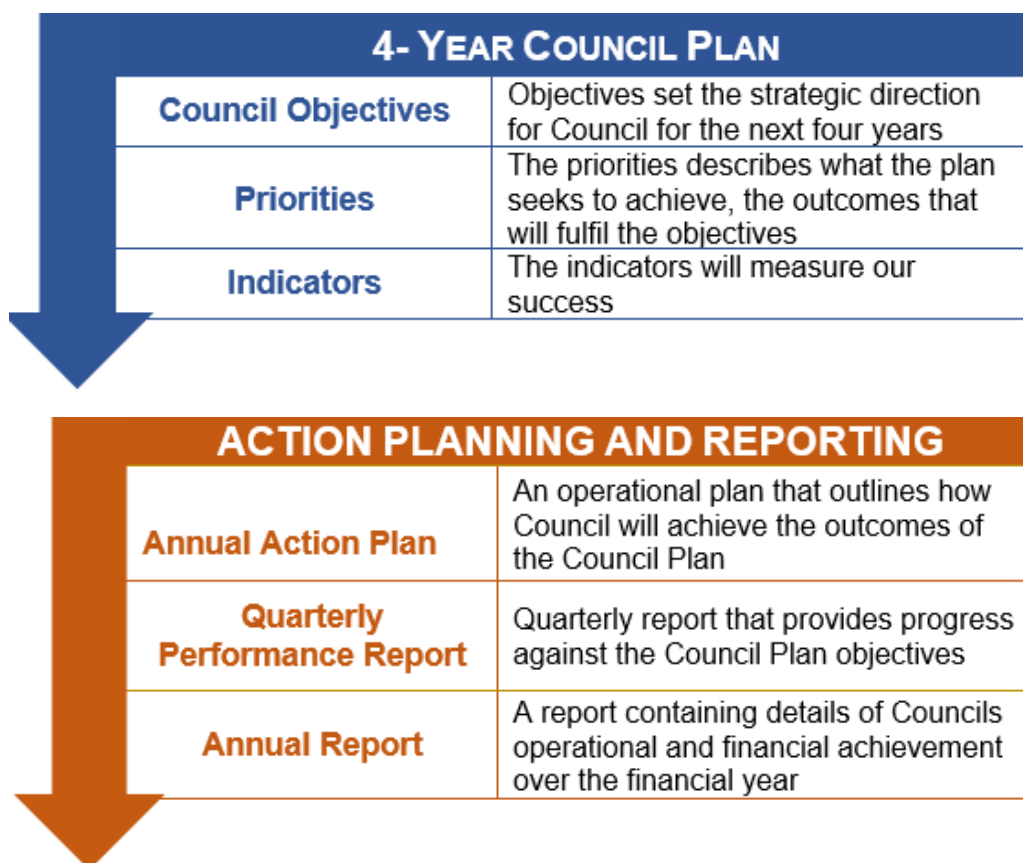 4- YEAR COUNCIL PLAN
Council Objectives
Objectives set the strategic direction
for Council for the next four years
Priorities
The priorities describes what the plan
seeks to achieve, the outcomes that
will fulfil the objectives
Indicators
The indicators will measure our
success
ACTION PLANNING AND REPORTING
Annual Action Plan
An operational plan that outlines how
Council will achieve the outcomes of
the Council Plan
Quarterly
Performance Report
Quarterly report that provides progress
against the Council Plan objectives
Annual Report
A report containing details of Councils
operational and financial achievement
over the financial year